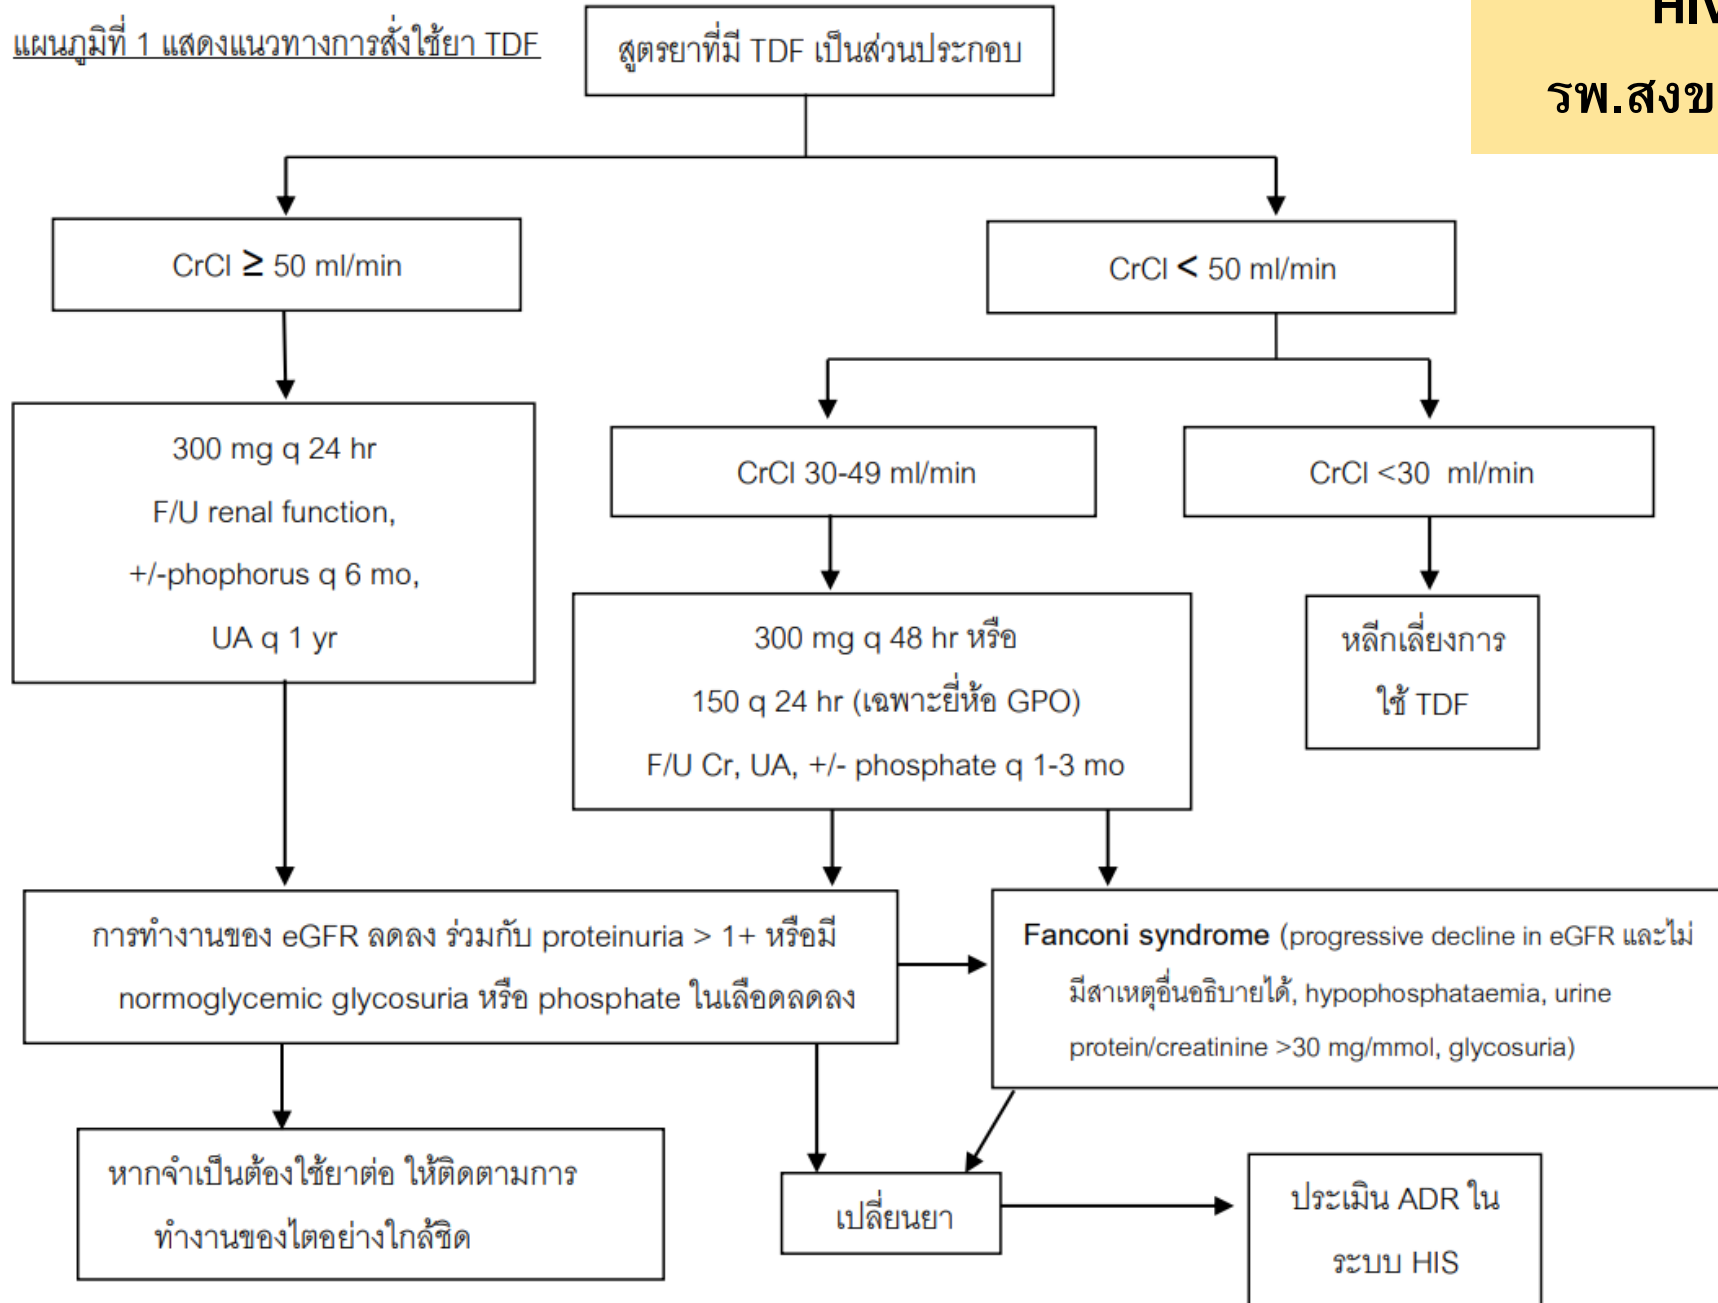 แผนภูมิที่ 1 แสดงแนวทางการสั่งใช้ยา TDF
สูตรยาที่มี TDF เป็นส่วนประกอบ
HIV
รพ.สงข
CrCl ≥ 50 ml/min
CrCl < 50 ml/min
300 mg q 24 hr
F/U renal function,
+/-phophorus q 6 mo,
UA q 1 yr
CrCl 30-49 ml/min
CrCl <30 ml/min
300 mg q 48 hr หรือ
150 q 24 hr (เฉพาะยี่ห้อ GPO)
F/U Cr, UA, +/- phosphate q 1-3 mo
หลีกเลี่ยงการ
ใช้ TDF
การทำงานของ eGFR ลดลง ร่วมกับ proteinuria > 1+ หรือมี
normoglycemic glycosuria หรือ phosphate ในเลือดลดลง
Fanconi syndrome (progressive decline in eGFR และไม่
มีสาเหตุอื่นอธิบายได้, hypophosphataemia, urine
protein/creatinine >30 mg/mmol, glycosuria)
หากจำเป็นต้องใช้ยาต่อ ให้ติดตามการ
ทำงานของไตอย่างใกล้ชิด
เปลี่ยนยา
ประเมิน ADR ใน
ระบบ HIS